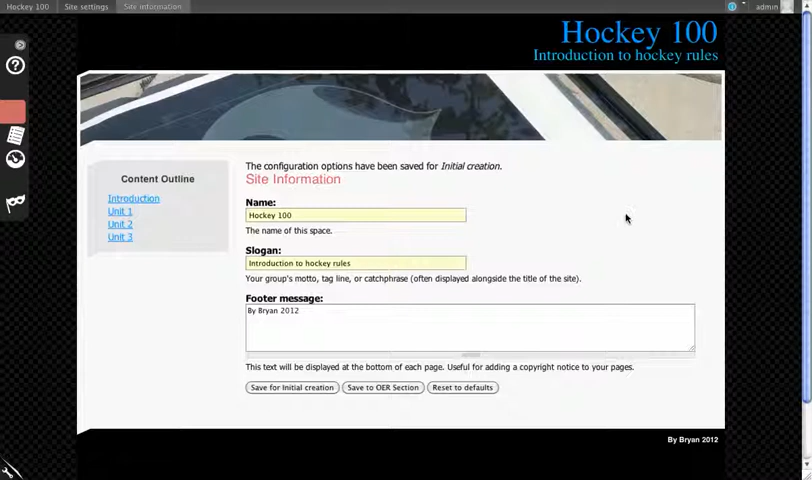 Hockey 100 Site settings Site information admin
Hockey 100
Introduction to hockey rules
Content Outline
Introduction
Unit 1
Unit 2
Unit 3
The configuration options have been saved for Initial creation.
Site Information
Name:
Hockey 100
The name of this space.
Slogan:
Introduction to hockey rules
Your group's motto, tag line, or catchphrase (often displayed alongside the title of the site).
Footer message:
By Bryan 2012
This text will be displayed at the bottom of each page. Useful for adding a copyright notice to your pages.
Save for Initial creation Save to OER Section Reset to defaults
By Bryan 2012